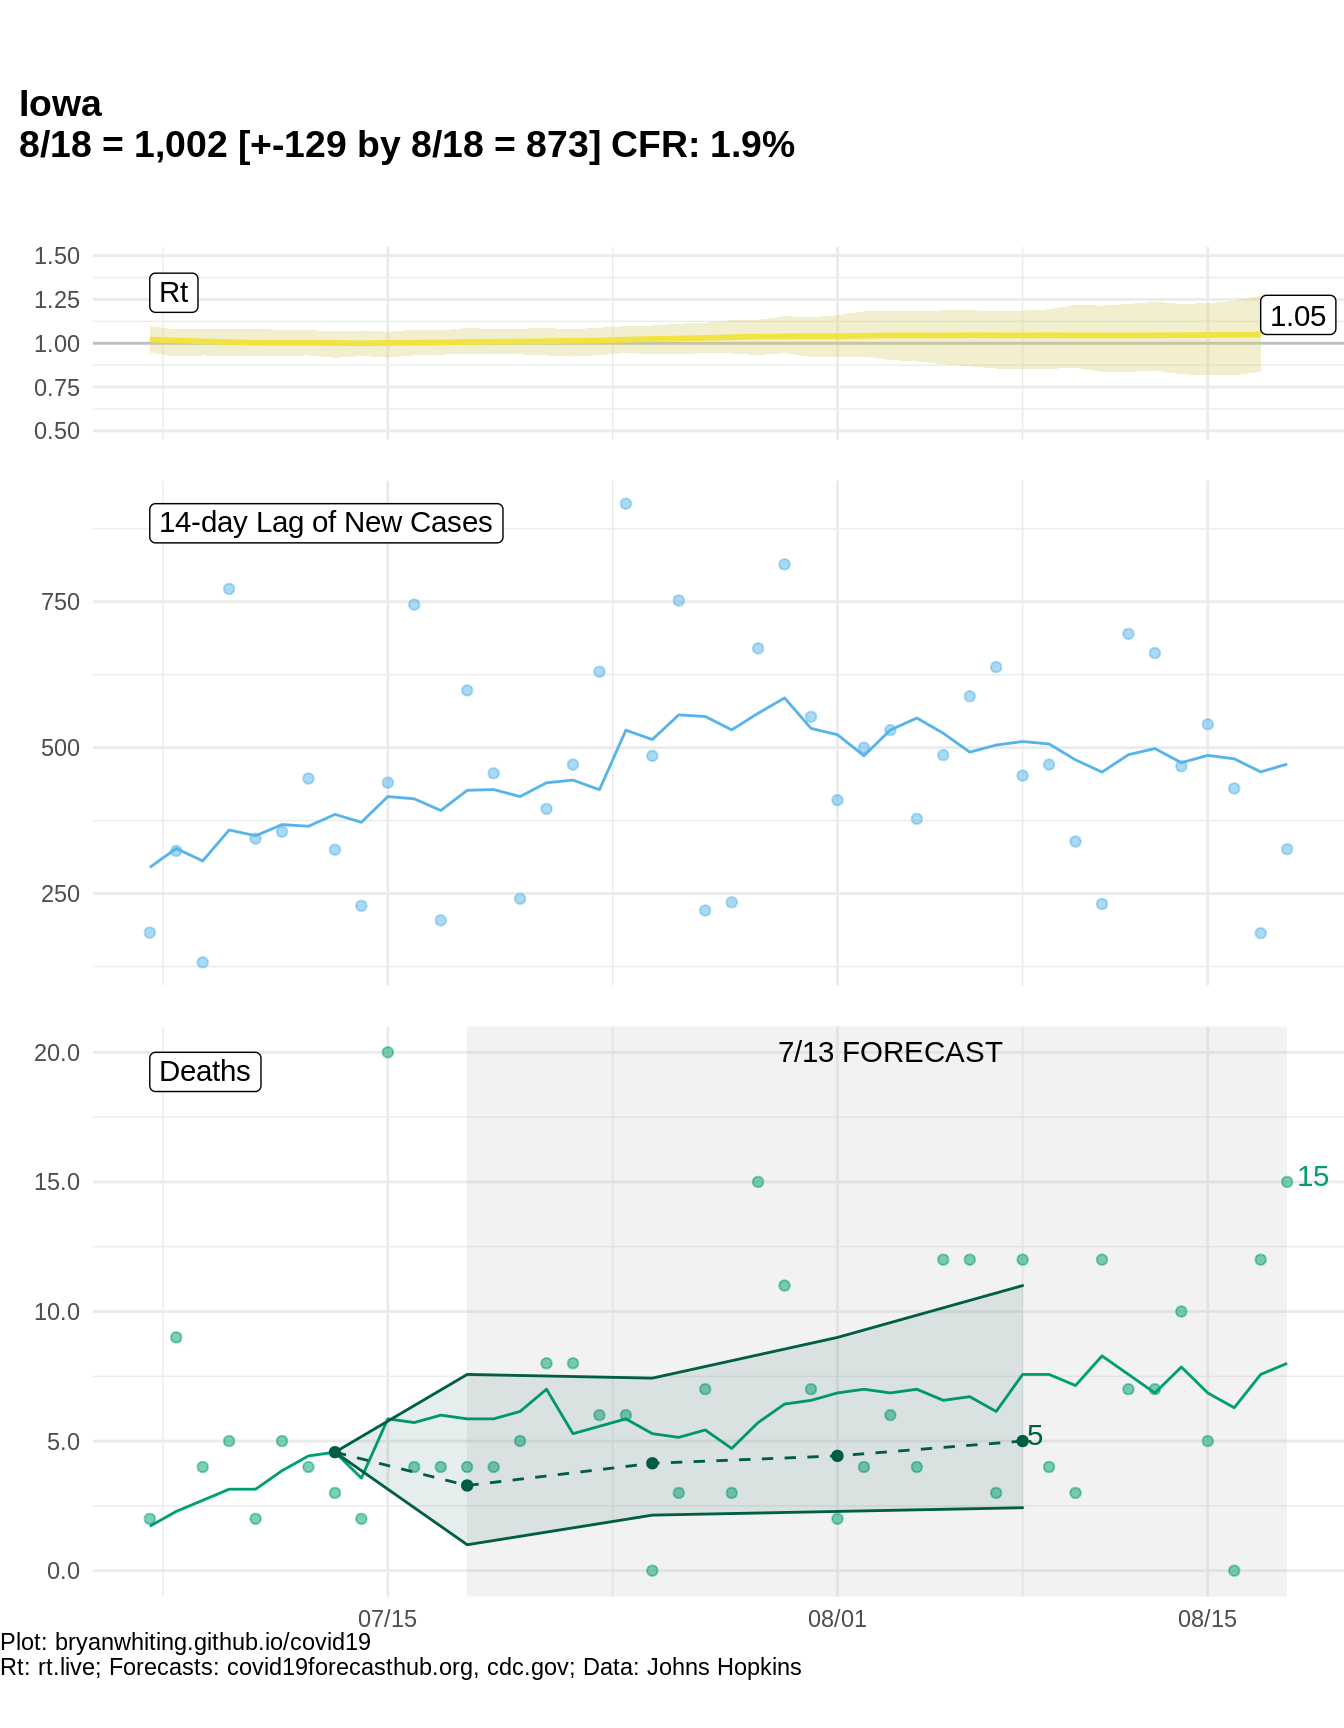 Iowa
8/18 = 1,002 [+-129 by 8/18 = 873] CFR: 1.9%
1.50
1.25
1.00
0.75
0.50
Rt
1.05
14-day Lag of New Cases
750
500
250
Deaths
7/13 FORECAST
20.0
15.0
10.0
5.0
0.0
15
5
07/15
08/01
08/15
Plot: bryanwhiting.github.io/covid19
Rt: rt.live; Forecasts: covid19forecasthub.org, cdc.gov; Data: Johns Hopkins